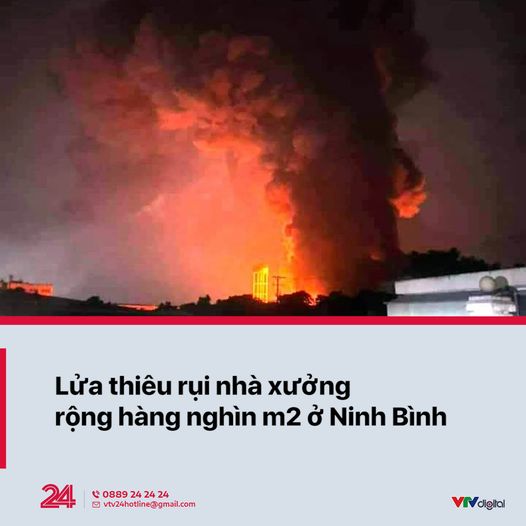 Lửa thiêu rụi nhà xưởng
rộng hàng nghìn m2 ở Ninh Bình
24
0889 24 24 24
vtv24hotline@gmail.com
VTVdigital